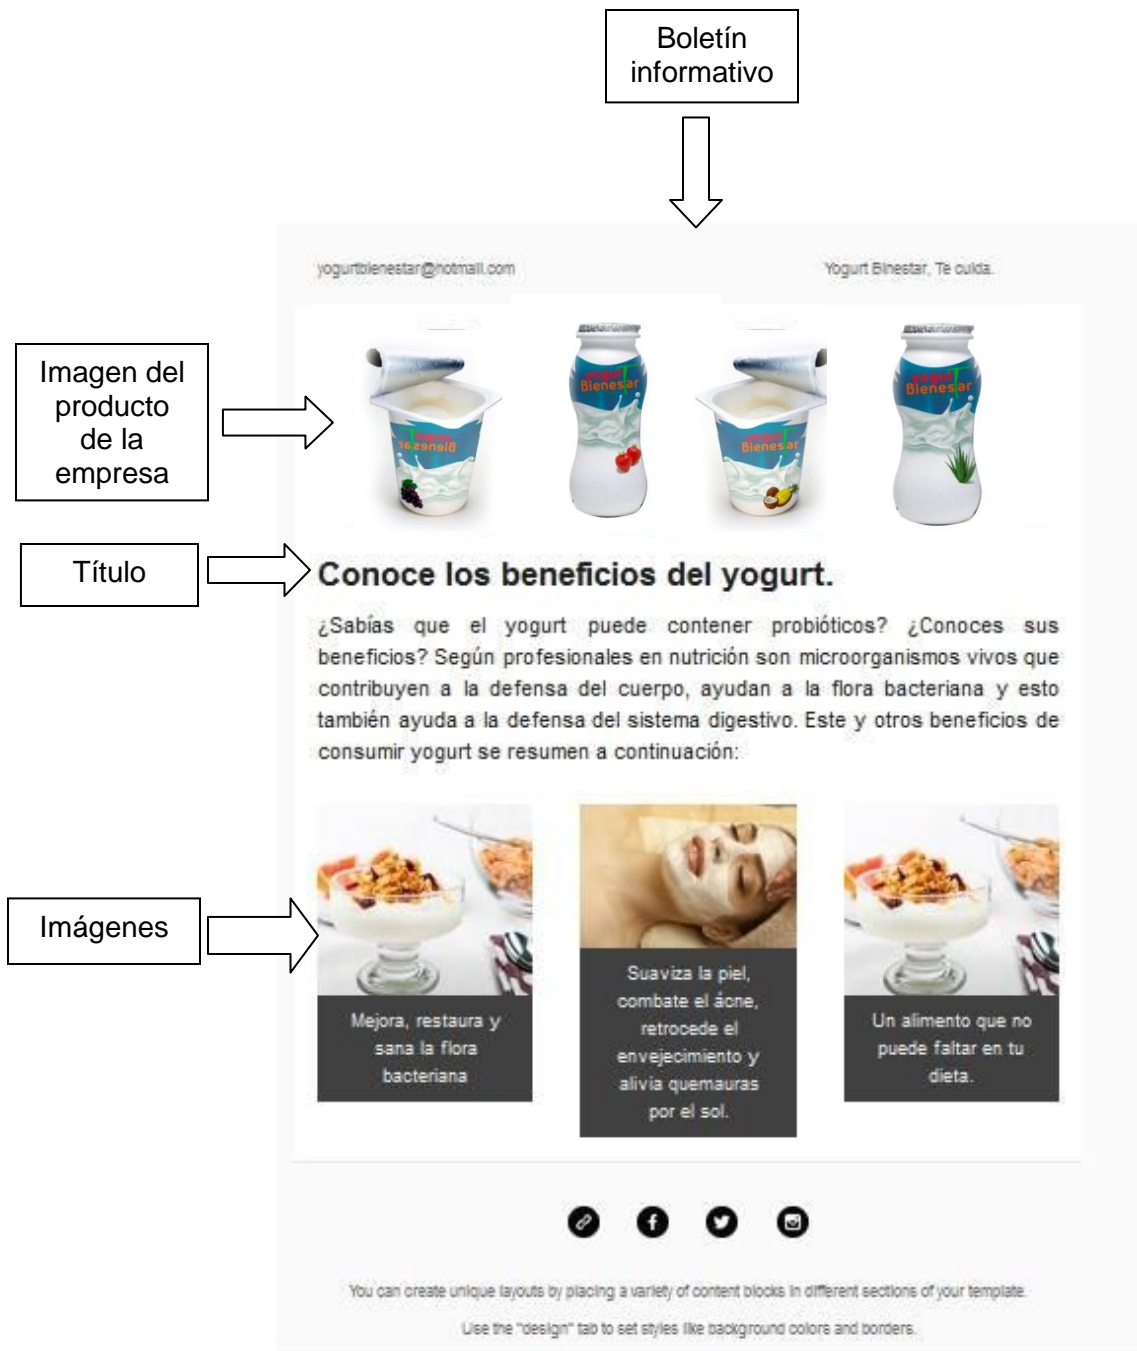 Boletín
informativo
yogurtbienestar@hotmail.com
Yogurt Binestar, Te cuida.
Imagen del
producto
de la
empresa
yogurT
Bienestar
yogurT
Bienestar
yogurT
Bienestar
Título
Conoce los beneficios del yogurt.
¿Sabías que el yogurt puede contener probióticos? ¿Conoces sus
beneficios? Según profesionales en nutrición son microorganismos vivos que
contribuyen a la defensa del cuerpo, ayudan a la flora bacteriana y esto
también ayuda a la defensa del sistema digestivo. Este y otros beneficios de
consumir yogurt se resumen a continuación:
Imágenes
Mejora, restaura y
sana la flora
bacteriana
Suaviza la piel,
combate el ácne,
retrocede el
envejecimiento y
alivia quemauras
por el sol.
Un alimento que no
puede faltar en tu
dieta.
You can create unique layouts by placing a variety of content blocks in different sections of your template.
Use the "design" tab to set styles like background colors and borders.